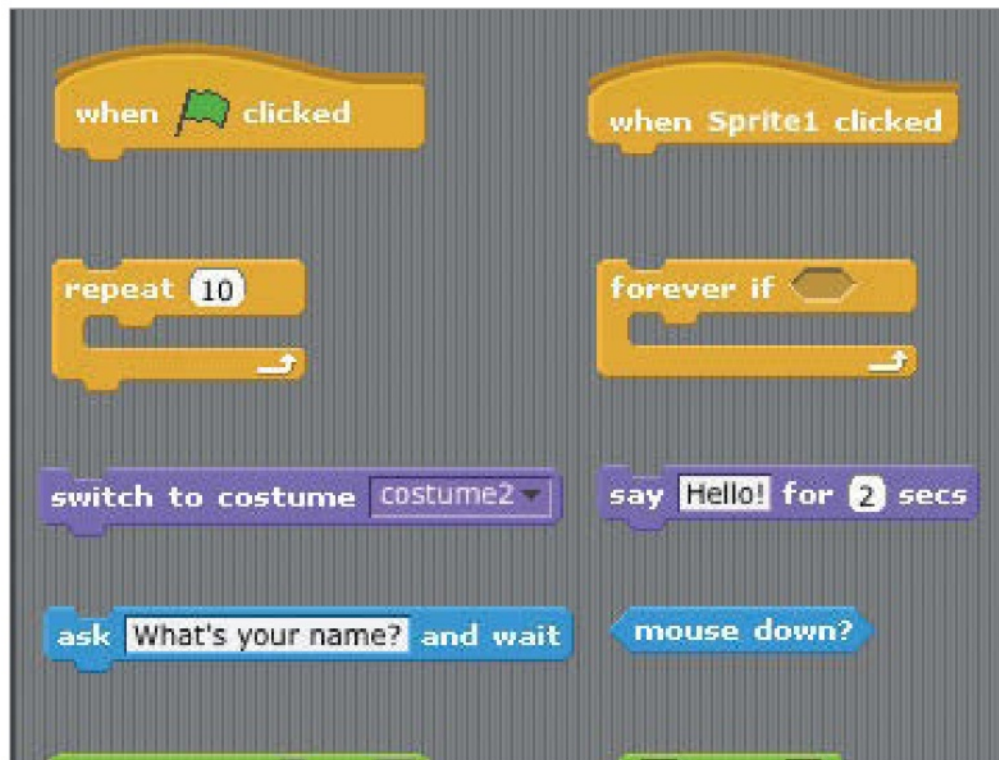 when clicked
when Sprite1 clicked
repeat 10
forever if
switch to costume costume2
say Hello! for 2 secs
ask What's your name? and wait
mouse down?